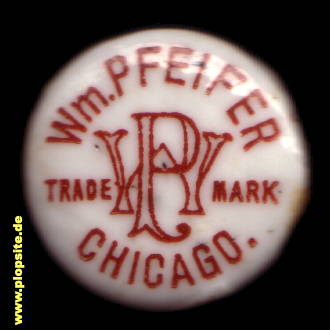 Wm. PFEIFER
TRADE WP MARK
CHICAGO.
www.plopsite.de